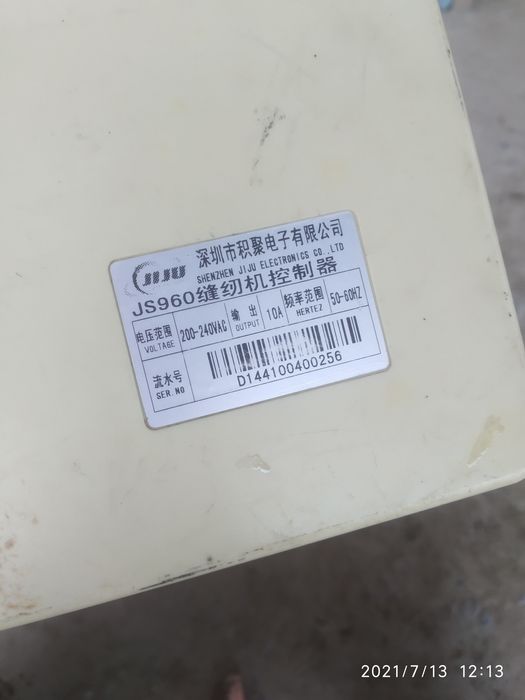 JIJU
深圳市积聚电子有限公司
SHENZHEN JIJU ELECTRONICS CO.,LTD
JS960缝纫机控制器
电压范围 200-240VAC 输出 10A 频率范围 50-60HZ
VOLTAGE OUTPUT HERTEZ
流水号
SER.NO
D144100400256
2021/7/13 12:13